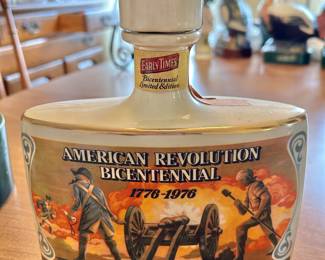 EARLY TIMES
Bicentennial
Limited Edition
AMERICAN REVOLUTION
BICENTENNIAL
1776-1976